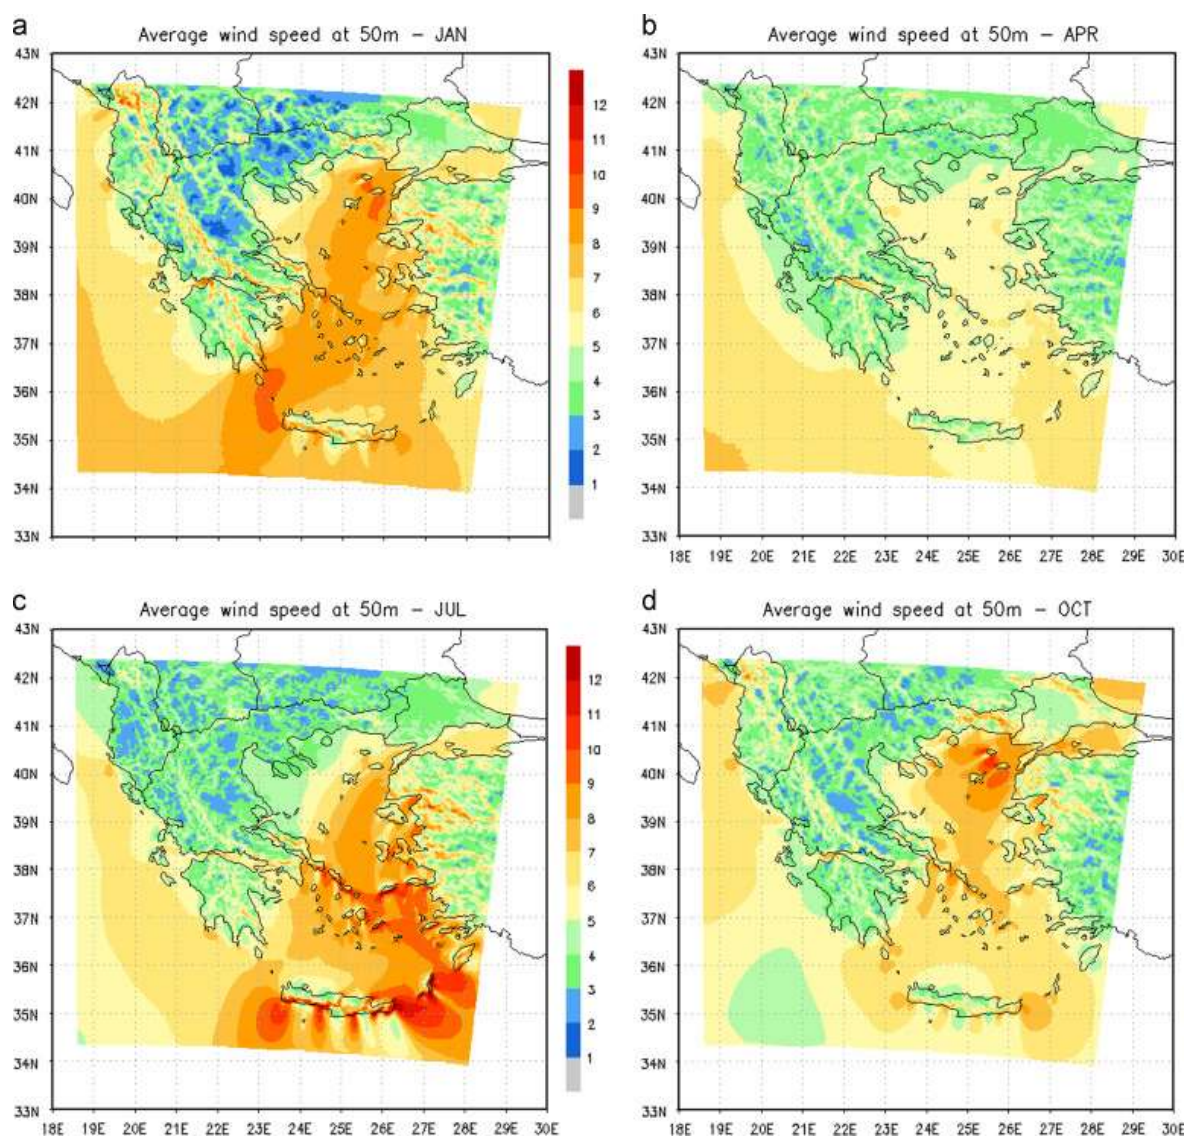 a
Average wind speed at 50m – JAN
43N
42N
41N
40N
39N
38N
37N
36N
35N
34N
33N
12
11
10
9
8
7
6
5
4
3
2
1
b
Average wind speed at 50m – APR
43N
42N
41N
40N
39N
38N
37N
36N
35N
34N
33N
18E 19E 20E 21E 22E 23E 24E 25E 26E 27E 28E 29E 30E
c
Average wind speed at 50m – JUL
43N
42N
41N
40N
39N
38N
37N
36N
35N
34N
33N
18E 19E 20E 21E 22E 23E 24E 25E 26E 27E 28E 29E 30E
12
11
10
9
8
7
6
5
4
3
2
1
d
Average wind speed at 50m – OCT
43N
42N
41N
40N
39N
38N
37N
36N
35N
34N
33N
18E 19E 20E 21E 22E 23E 24E 25E 26E 27E 28E 29E 30E